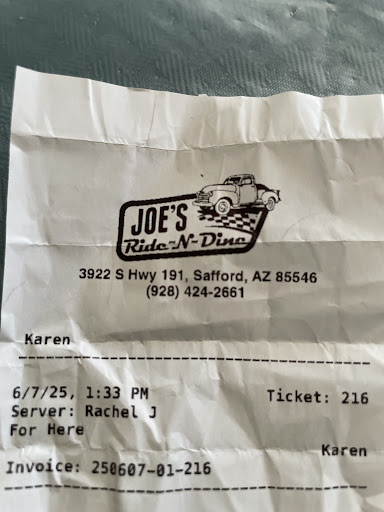 JOE'S
Ride-N-Dine
3922 S Hwy 191, Safford, AZ 85546
(928) 424-2661
Karen
6/7/25, 1:33 PM Ticket: 216
Server: Rachel J
For Here
Karen
Invoice: 250607-01-216